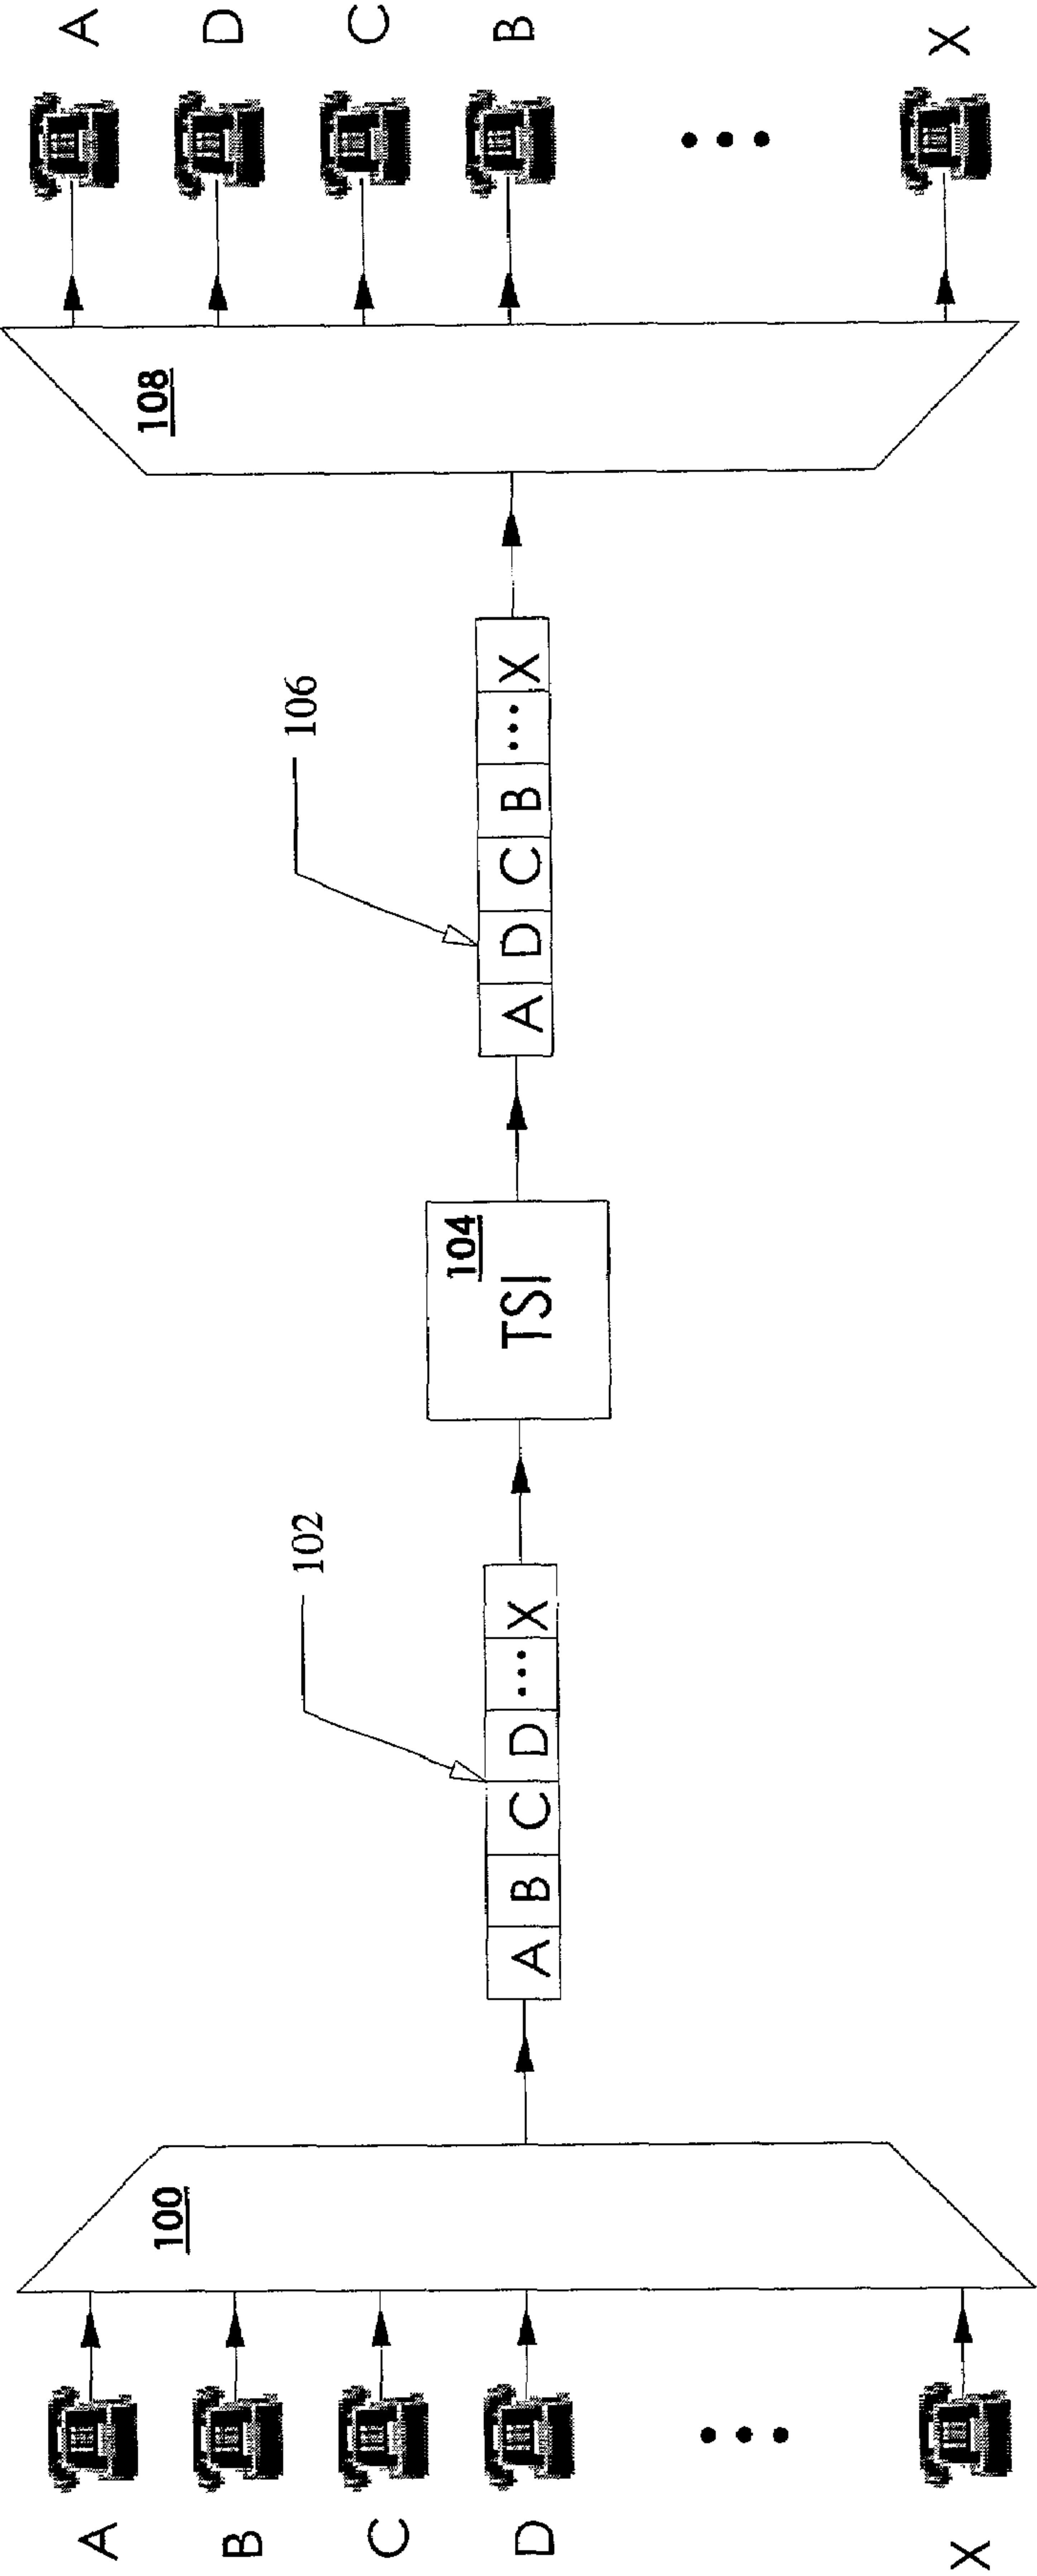 A
B
C
D
•••
X
100
102
A B C D ••• X
104
TSI
106
A D C B ••• X
108
A
D
C
B
•••
X